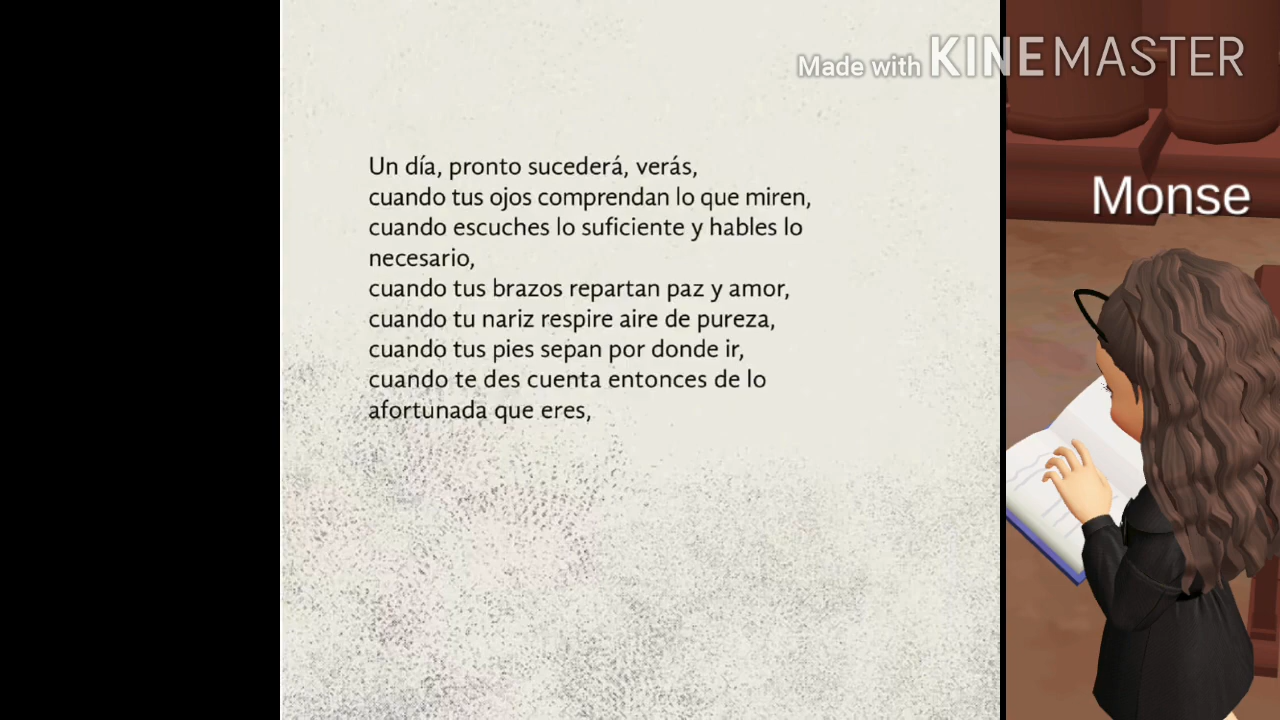 Made with KINEMASTER
Monse
Un día, pronto sucederá, verás,
cuando tus ojos comprendan lo que miren,
cuando escuches lo suficiente y hables lo
necesario,
cuando tus brazos repartan paz y amor,
cuando tu nariz respire aire de pureza,
cuando tus pies sepan por donde ir,
cuando te des cuenta entonces de lo
afortunada que eres,